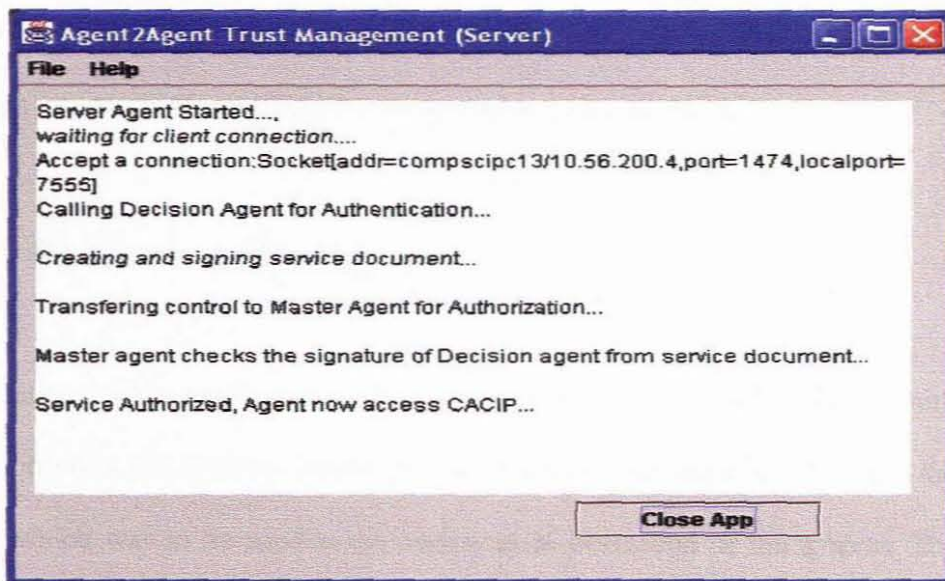 Agent2Agent Trust Management (Server)
File Help
Server Agent Started...,
waiting for client connection....
Accept a connection:Socket[addr=compscipc13/10.56.200.4,port=1474,localport=
7555]
Calling Decision Agent for Authentication...
Creating and signing service document...
Transfering control to Master Agent for Authorization...
Master agent checks the signature of Decision agent from service document...
Service Authorized, Agent now access CACIP...
Close App